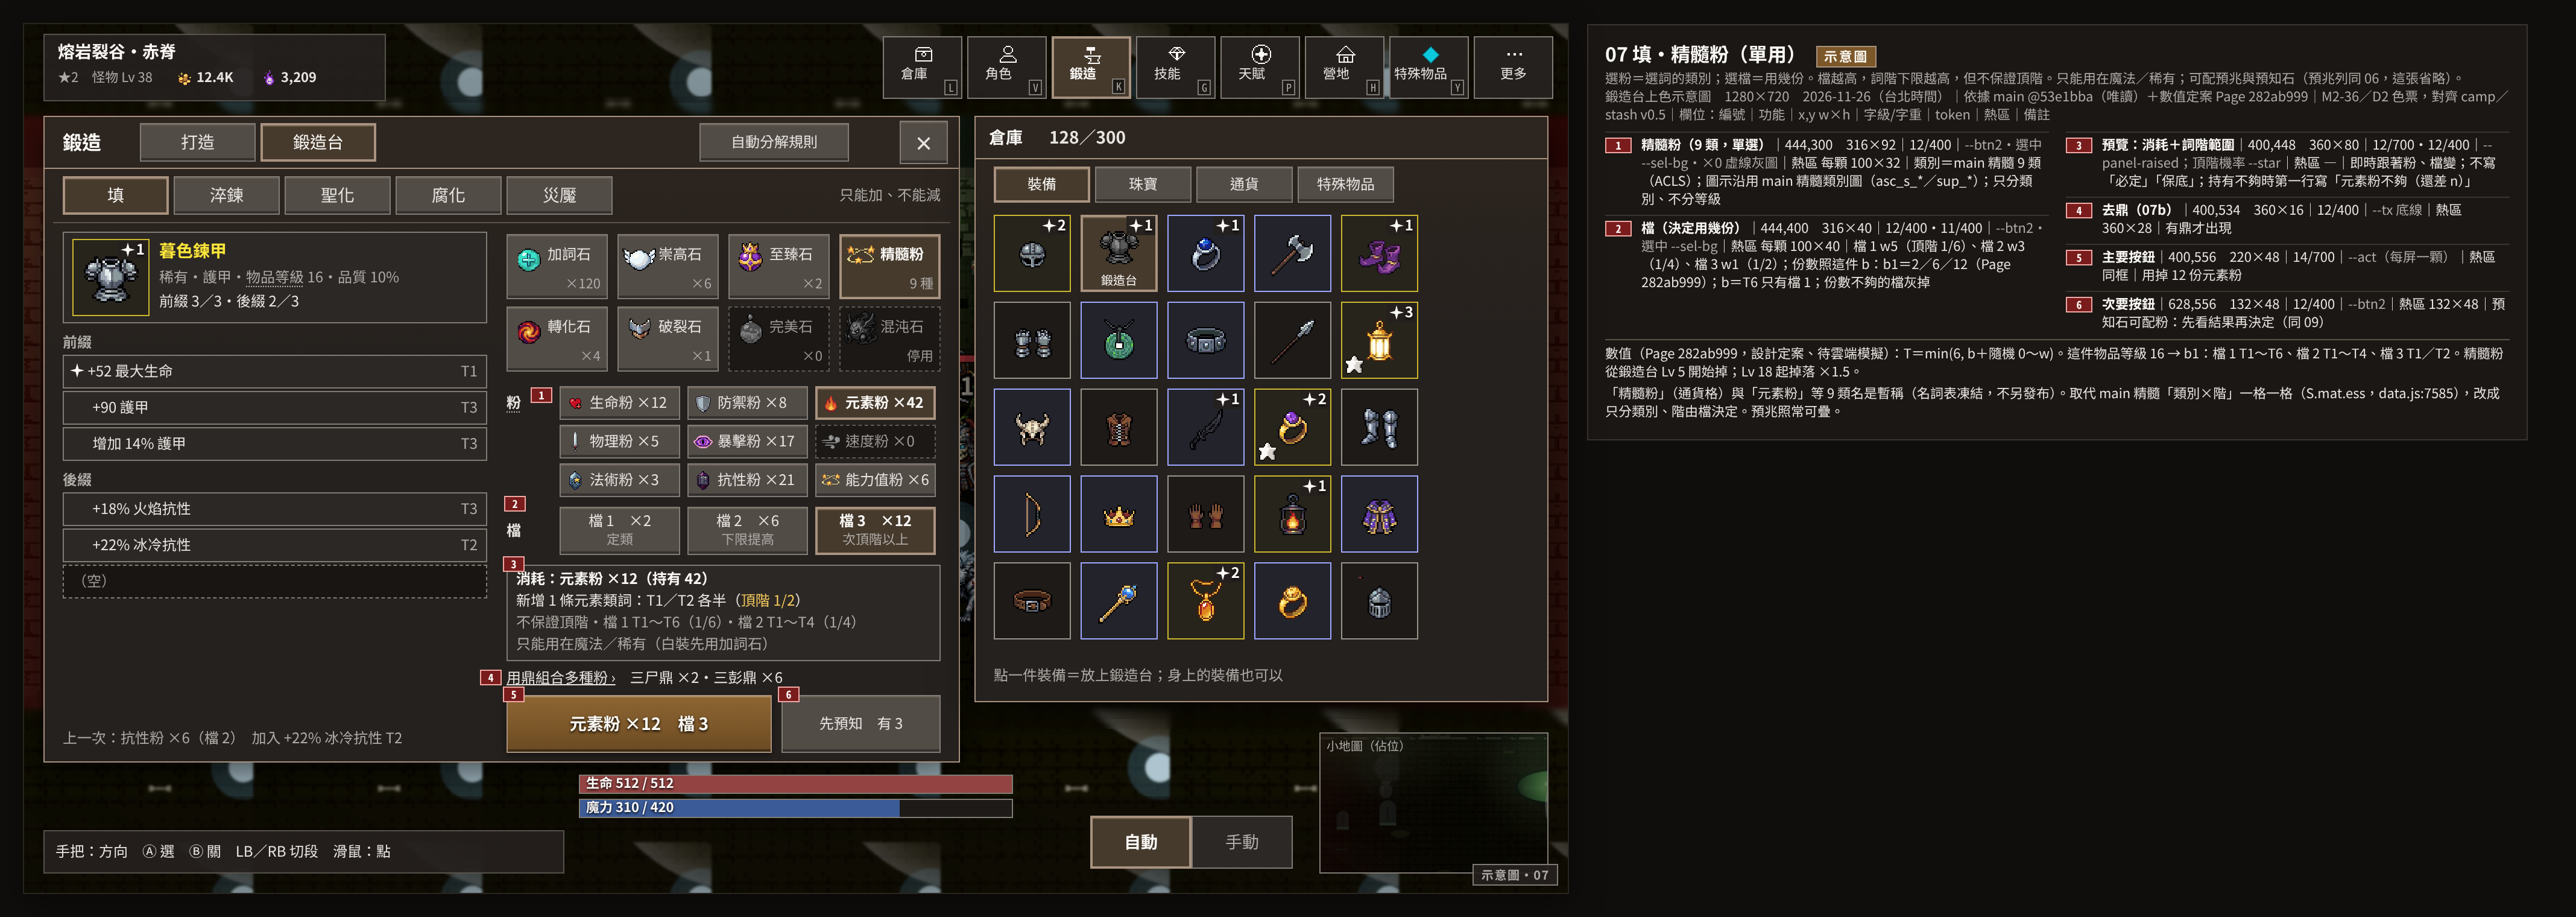 熔岩裂谷・赤脊
★2 怪物 Lv 38 12.4K 3,209
倉庫 L
角色 V
鍛造 K
技能 G
天賦 P
營地 H
特殊物品 Y
更多
鍛造 打造 鍛造台 自動分解規則 ×
填 淬鍊 聖化 腐化 災魘 只能加、不能減
+1 暮色鍊甲
稀有・護甲・物品等級 16・品質 10%
前綴 3／3・後綴 2／3
前綴
+52 最大生命 T1
+90 護甲 T3
增加 14% 護甲 T3
後綴
+18% 火焰抗性 T3
+22% 冰冷抗性 T2
（空）
上一次：抗性粉 ×6（檔 2） 加入 +22% 冰冷抗性 T2
加詞石 ×120
崇高石 ×6
至臻石 ×2
精髓粉 9 種
轉化石 ×4
破裂石 ×1
完美石 ×0
混沌石 停用
粉 1 生命粉 ×12 防禦粉 ×8 元素粉 ×42
物理粉 ×5 暴擊粉 ×17 速度粉 ×0
法術粉 ×3 抗性粉 ×21 能力值粉 ×6
2
檔 檔 1 ×2 檔 2 ×6 檔 3 ×12
定類 下限提高 次頂階以上
3
消耗：元素粉 ×12（持有 42）
新增 1 條元素類詞：T1／T2 各半（頂階 1/2）
不保證頂階・檔 1 T1～T6（1/6）・檔 2 T1～T4（1/4）
只能用在魔法／稀有（白裝先用加詞石）
4 用鼎組合多種粉› 三尸鼎 ×2・三彭鼎 ×6
5 元素粉 ×12 檔 3
6 先預知 有 3
倉庫 128／300
裝備 珠寶 通貨 特殊物品
+2 +1 +1 +1
鍛造台
+3
+1 +2
+1
+2
點一件裝備＝放上鍛造台；身上的裝備也可以
生命 512 / 512
魔力 310 / 420
手把：方向 Ⓐ 選 Ⓑ 關 LB／RB 切段 滑鼠：點
自動 手動
小地圖（佔位）
示意圖・07
07 填・精髓粉（單用） 示意圖
選粉＝選詞的類別；選檔＝用幾份。檔越高，詞階下限越高，但不保證頂階。只能用在魔法／稀有；可配預兆與預知石（預兆列同 06，這張省略）。
鍛造台上色示意圖 1280×720 2026-11-26（台北時間）｜依據 main @53e1bba（唯讀）＋數值定案 Page 282ab999｜M2-36／D2 色票，對齊 camp／
stash v0.5｜欄位：編號｜功能｜x,y w×h｜字級/字重｜token｜熱區｜備註
1 精髓粉（9 類，單選）｜444,300 316×92｜12/400｜--btn2・選中
--sel-bg・×0 虛線灰圖｜熱區 每顆 100×32｜類別＝main 精髓 9 類
（ACLS）；圖示沿用 main 精髓類別圖（asc_s_*／sup_*）；只分類
別、不分等級
2 檔（決定用幾份）｜444,400 316×40｜12/400・11/400｜--btn2・
選中 --sel-bg｜熱區 每顆 100×40｜檔 1 w5（頂階 1/6）、檔 2 w3
（1/4）、檔 3 w1（1/2）；份數照這件 b：b1＝2／6／12（Page
282ab999）；b＝T6 只有檔 1；份數不夠的檔灰掉
3 預覽：消耗＋詞階範圍｜400,448 360×80｜12/700・12/400｜--
panel-raised；頂階機率 --star｜熱區 —｜即時跟著粉、檔變；不寫
「必定」「保底」；持有不夠時第一行寫「元素粉不夠（還差 n）」
4 去鼎（07b）｜400,534 360×16｜12/400｜--tx 底線｜熱區
360×28｜有鼎才出現
5 主要按鈕｜400,556 220×48｜14/700｜--act（每屏一顆）｜熱區
同框｜用掉 12 份元素粉
6 次要按鈕｜628,556 132×48｜12/400｜--btn2｜熱區 132×48｜預
知石可配粉：先看結果再決定（同 09）
數值（Page 282ab999，設計定案、待雲端模擬）：T＝min(6, b＋隨機 0～w)。這件物品等級 16 → b1：檔 1 T1～T6、檔 2 T1～T4、檔 3 T1／T2。精髓粉
從鍛造台 Lv 5 開始掉；Lv 18 起掉落 ×1.5。
「精髓粉」（通貨格）與「元素粉」等 9 類名是暫稱（名詞表凍結，不另發布）。取代 main 精髓「類別×階」一格一格（S.mat.ess，data.js:7585），改成
只分類別、階由檔決定。預兆照常可疊。